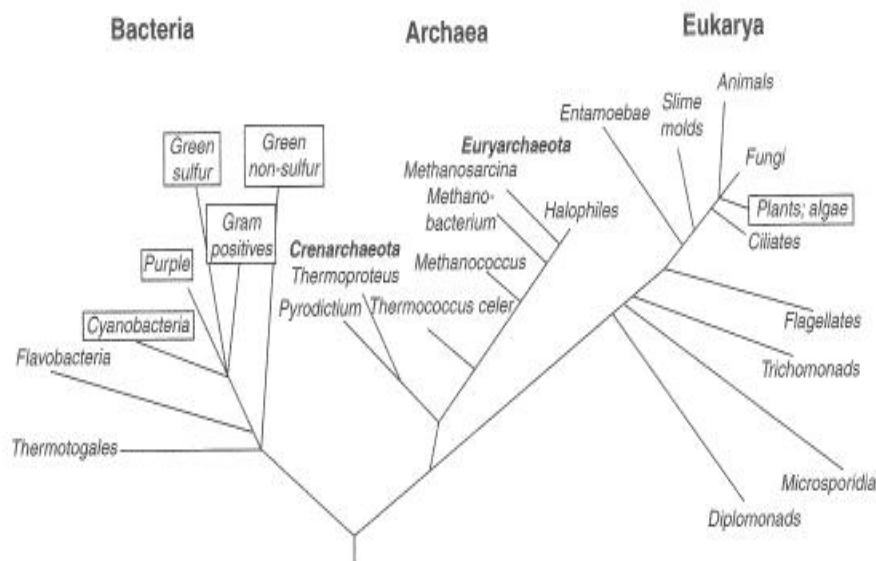 Bacteria
Archaea
Eukarya
Green
sulfur
Green
non-sulfur
Gram
positives
Purple
Cyanobacteria
Flavobacteria
Thermotogales
Crenarchaeota
Thermoproteus
Pyrodictium
Euryarchaeota
Methanosarcina
Methano-
bacterium
Halophiles
Methanococcus
Thermococcus celer
Entamoebae
Slime
molds
Animals
Fungi
Plants; algae
Ciliates
Flagellates
Trichomonads
Microsporidia
Diplomonads